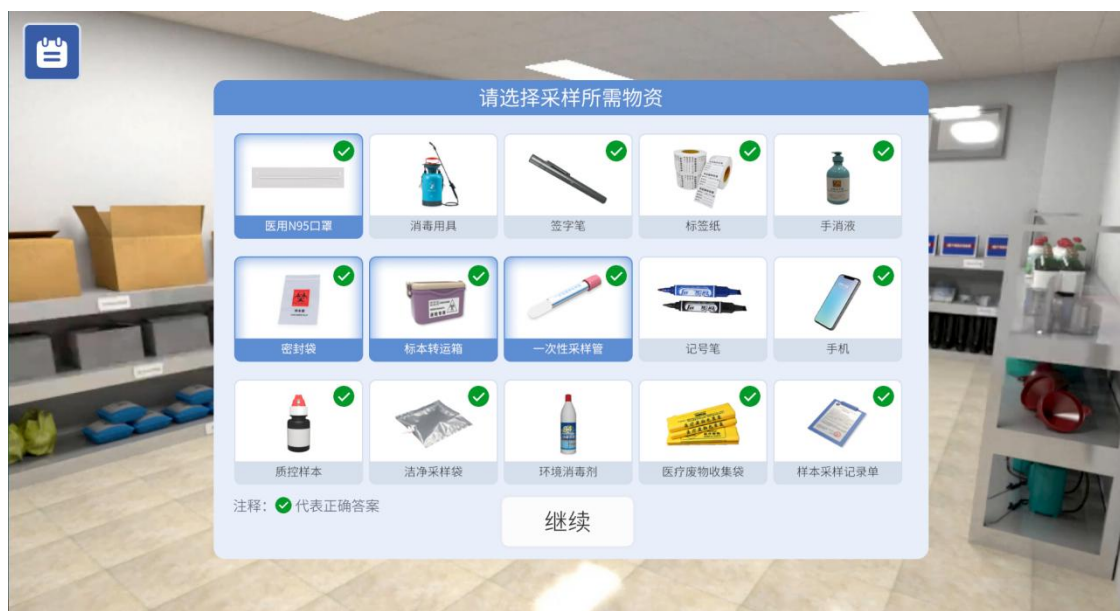 请选择采样所需物资
医用N95口罩
消毒用具
签字笔
标签纸
手消液
密封袋
标本转运箱
一次性采样管
记号笔
手机
质控样本
洁净采样袋
环境消毒剂
医疗废物收集袋
样本采样记录单
注释：代表正确答案
继续